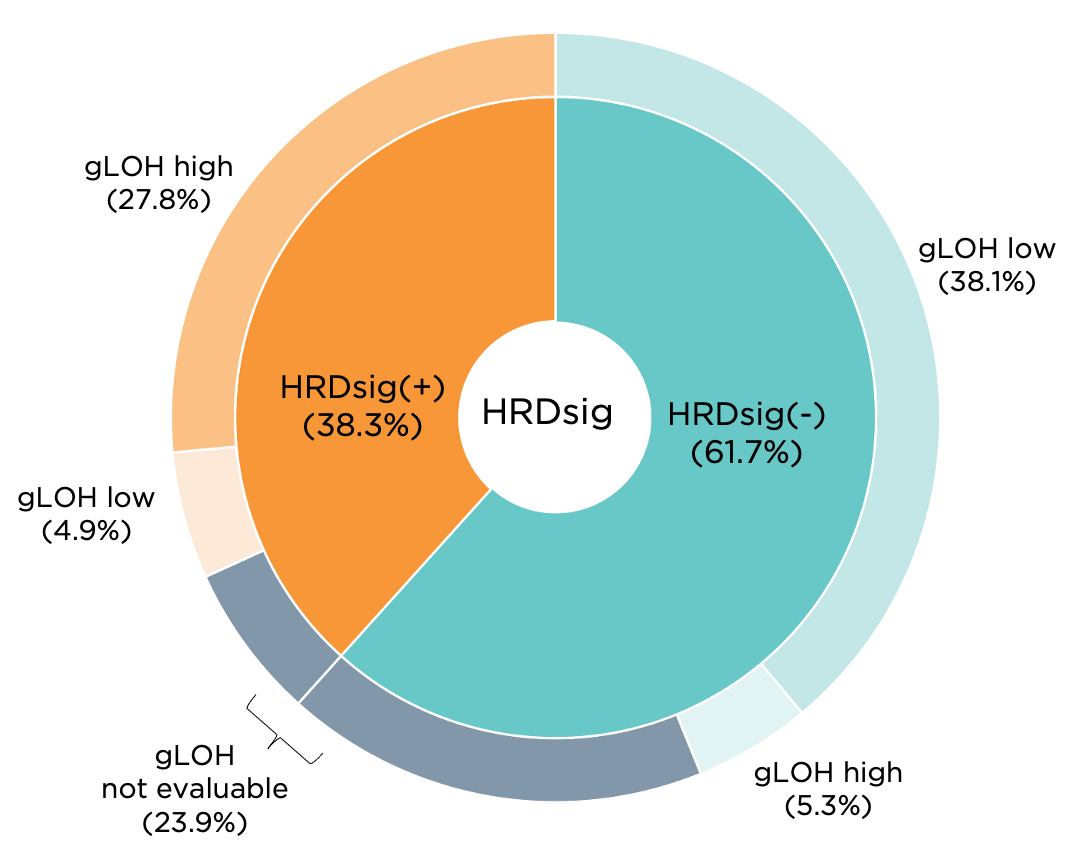 gLOH high
(27.8%)
gLOH low
(38.1%)
HRDsig(+)
(38.3%)
HRDsig
HRDsig(-)
(61.7%)
gLOH low
(4.9%)
gLOH
not evaluable
(23.9%)
gLOH high
(5.3%)